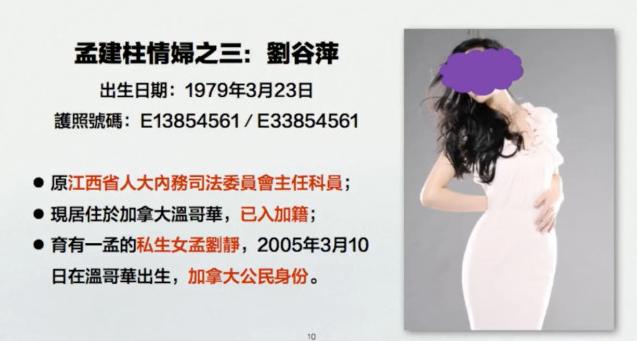 孟建柱情婦之三：劉谷萍
出生日期：1979年3月23日
護照號碼：E13854561 / E33854561
● 原江西省人大內務司法委員會主任科員；
● 現居住於加拿大溫哥華，已入加籍；
● 育有一孟的私生女孟劉靜，2005年3月10
日在溫哥華出生，加拿大公民身份。
10